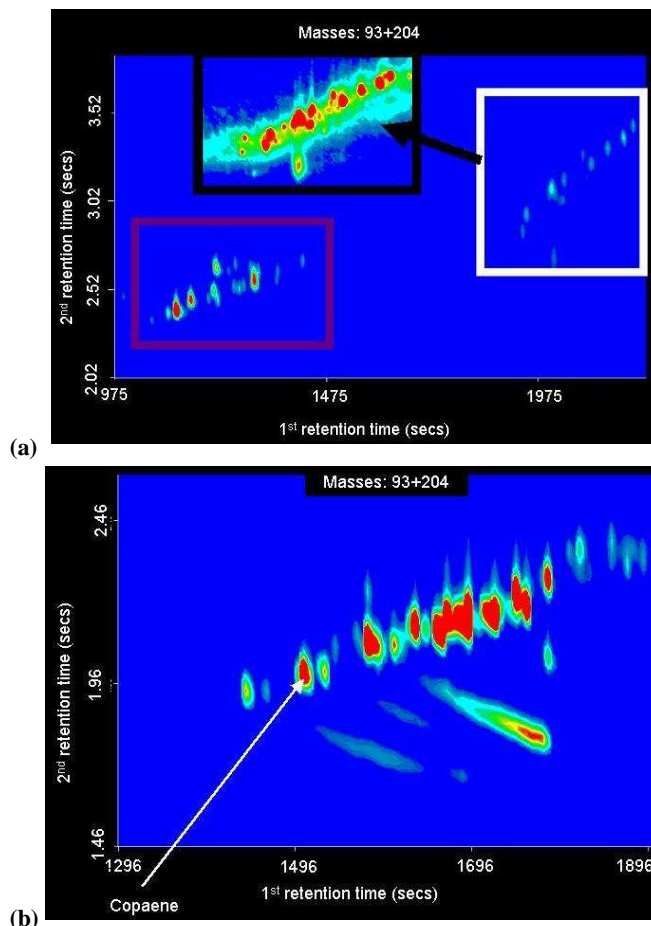 Masses: 93+204
2nd retention time (secs)
3.52
3.02
2.52
2.02
975
1475
1975
1st retention time (secs)
(a)
Masses: 93+204
2nd retention time (secs)
2.46
1.96
1.46
1296
1496
1696
1896
1st retention time (secs)
Copaene
(b)